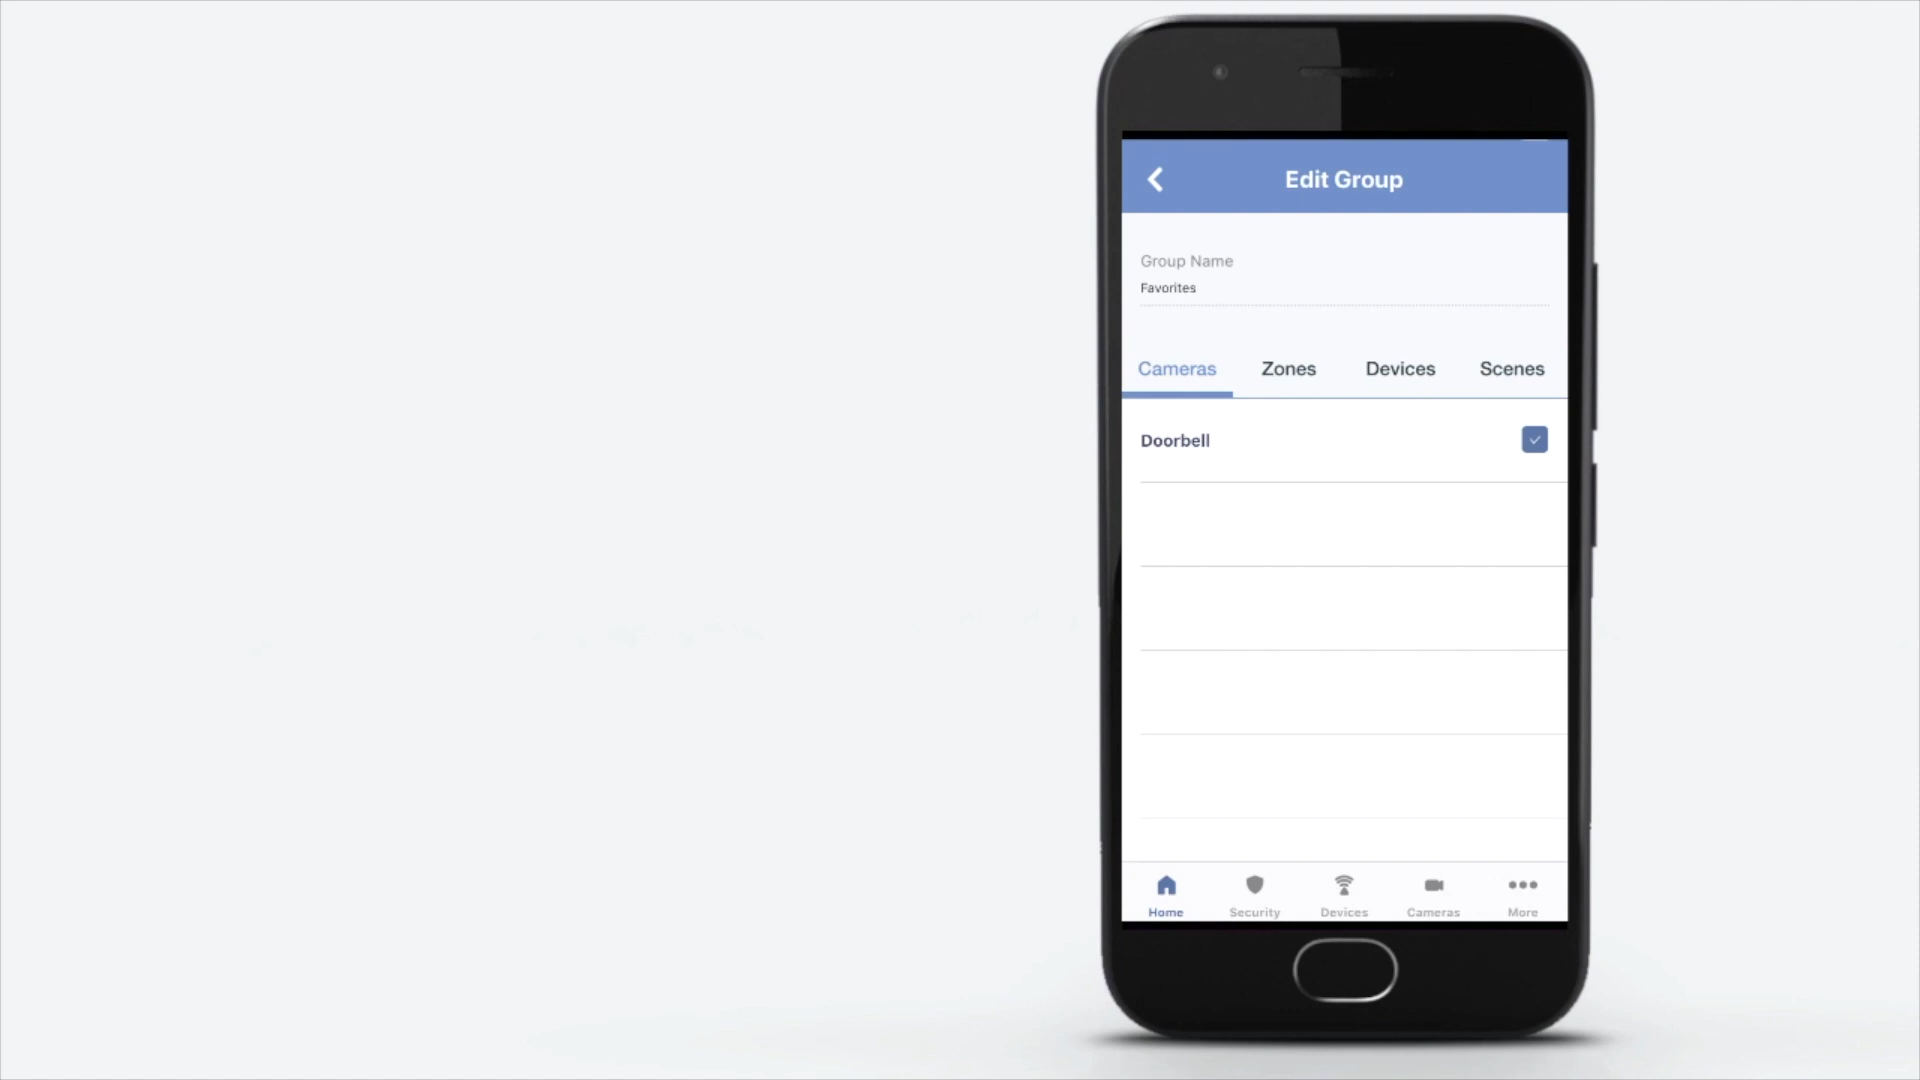 Edit Group
Group Name
Favorites
Cameras Zones Devices Scenes
Doorbell
Home Security Devices Cameras More